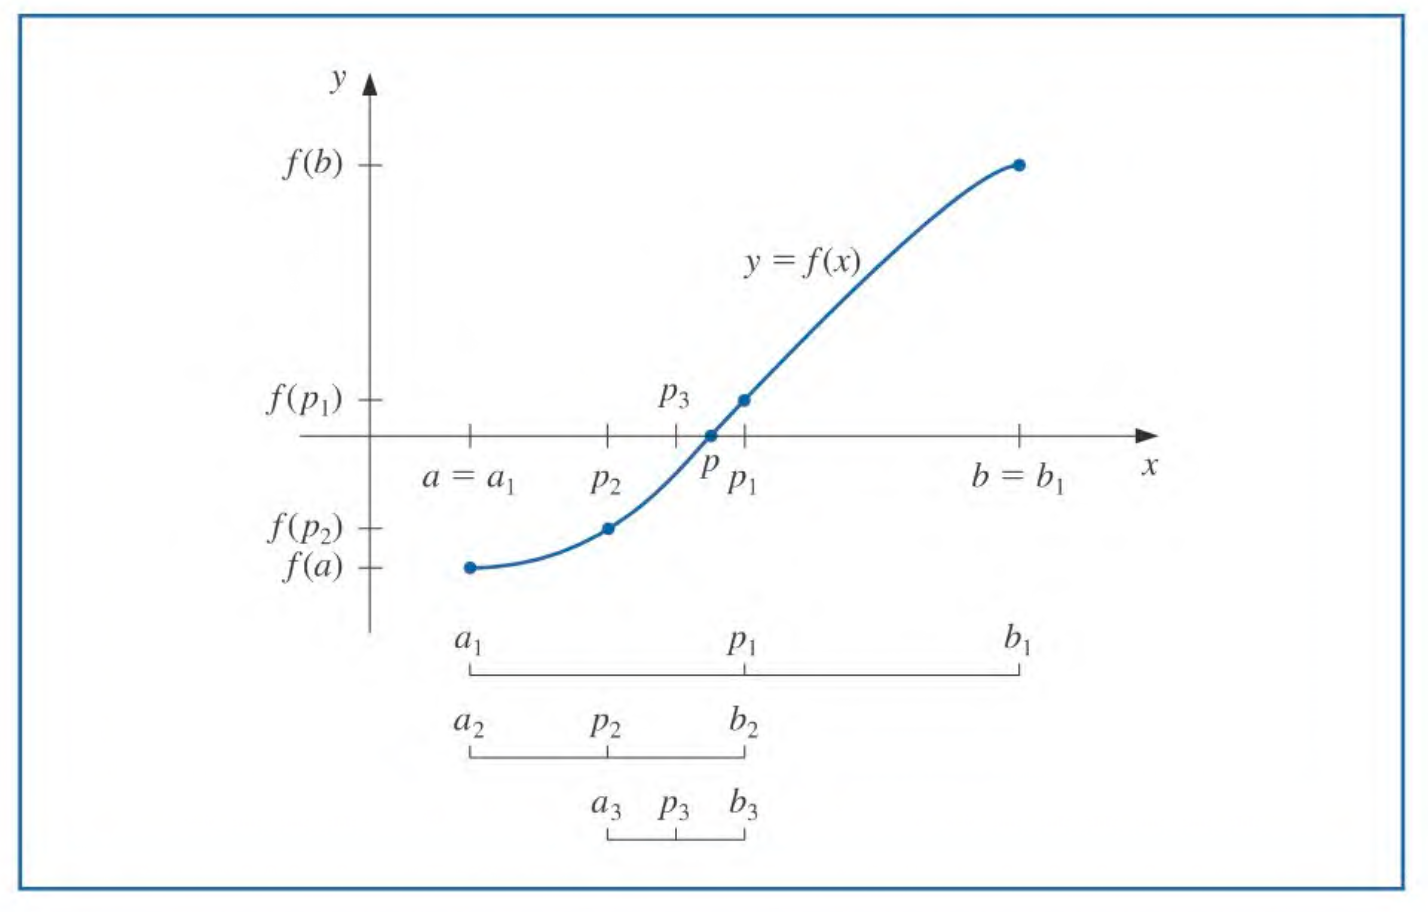 y
f(b)
y = f(x)
f(p₁)
p₃
a = a₁ p₂ p p₁ b = b₁ x
f(p₂)
f(a)
a₁ p₁ b₁
a₂ p₂ b₂
a₃ p₃ b₃